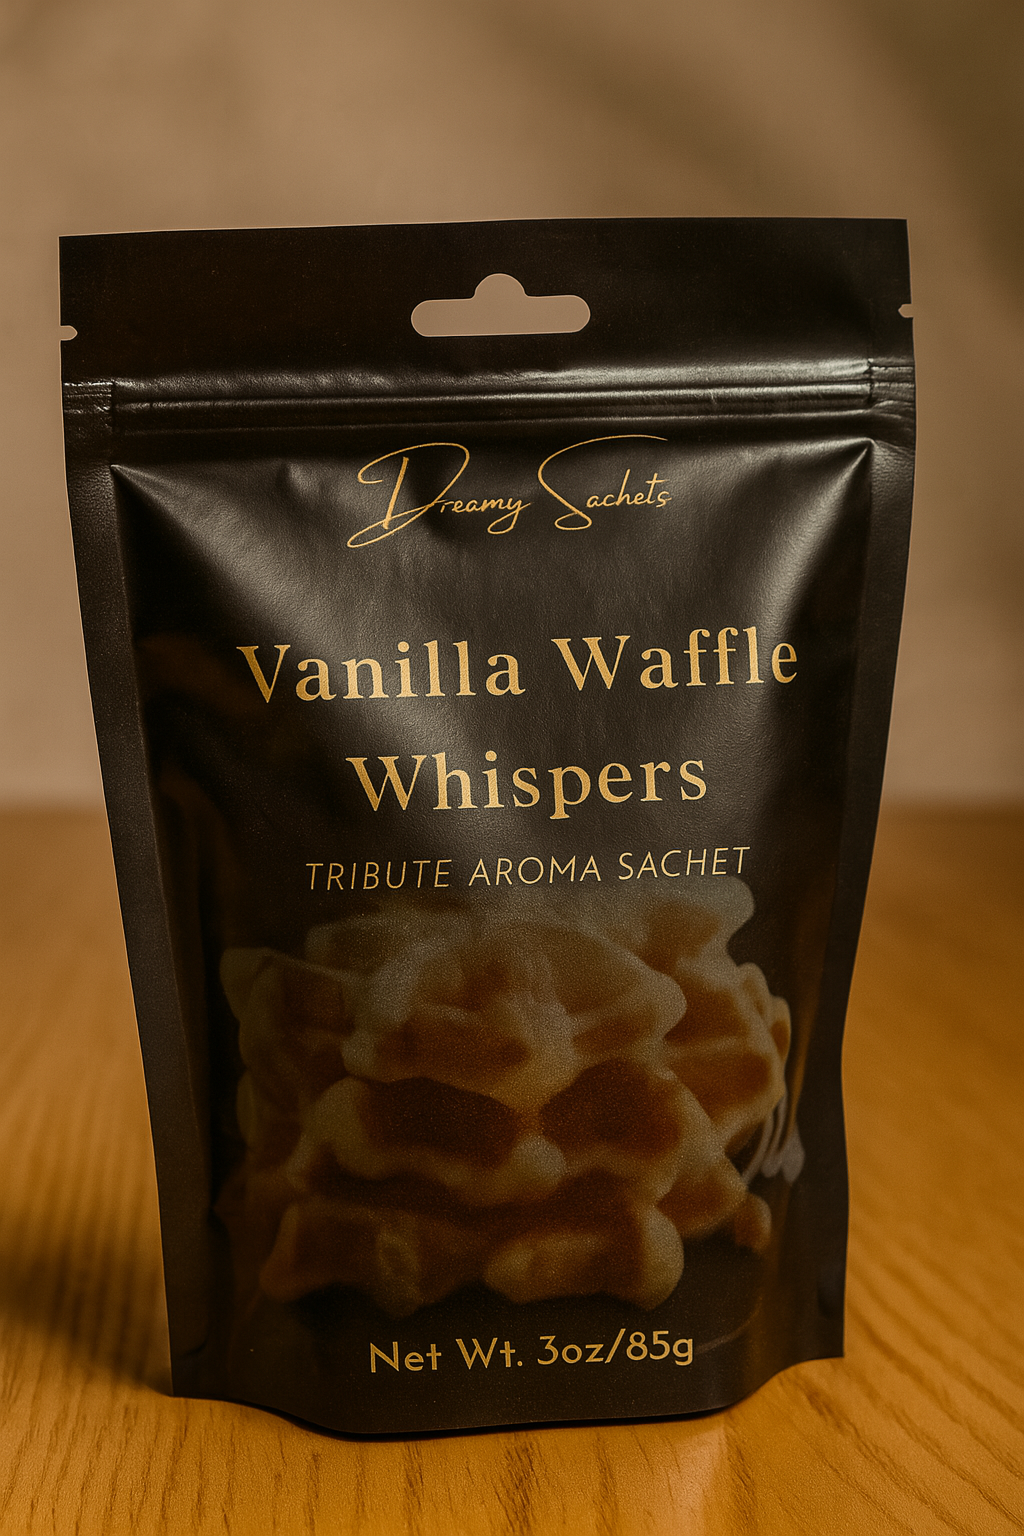 Dreamy Sachets
Vanilla Waffle
Whispers
TRIBUTE AROMA SACHET
Net Wt. 3oz/85g